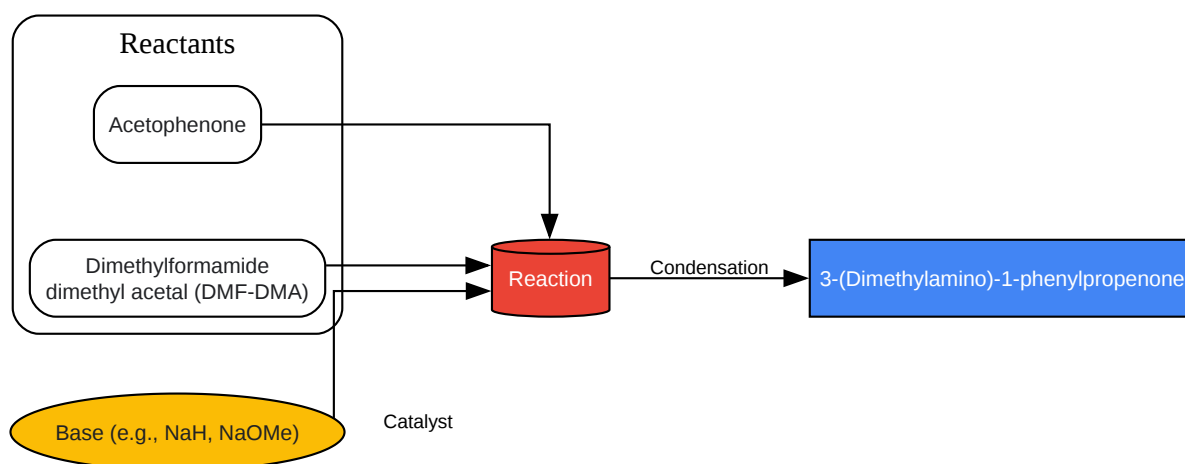 Reactants
Acetophenone
Dimethylformamide
dimethyl acetal (DMF-DMA)
Reaction
Condensation
3-(Dimethylamino)-1-phenylpropenone
Base (e.g., NaH, NaOMe)
Catalyst